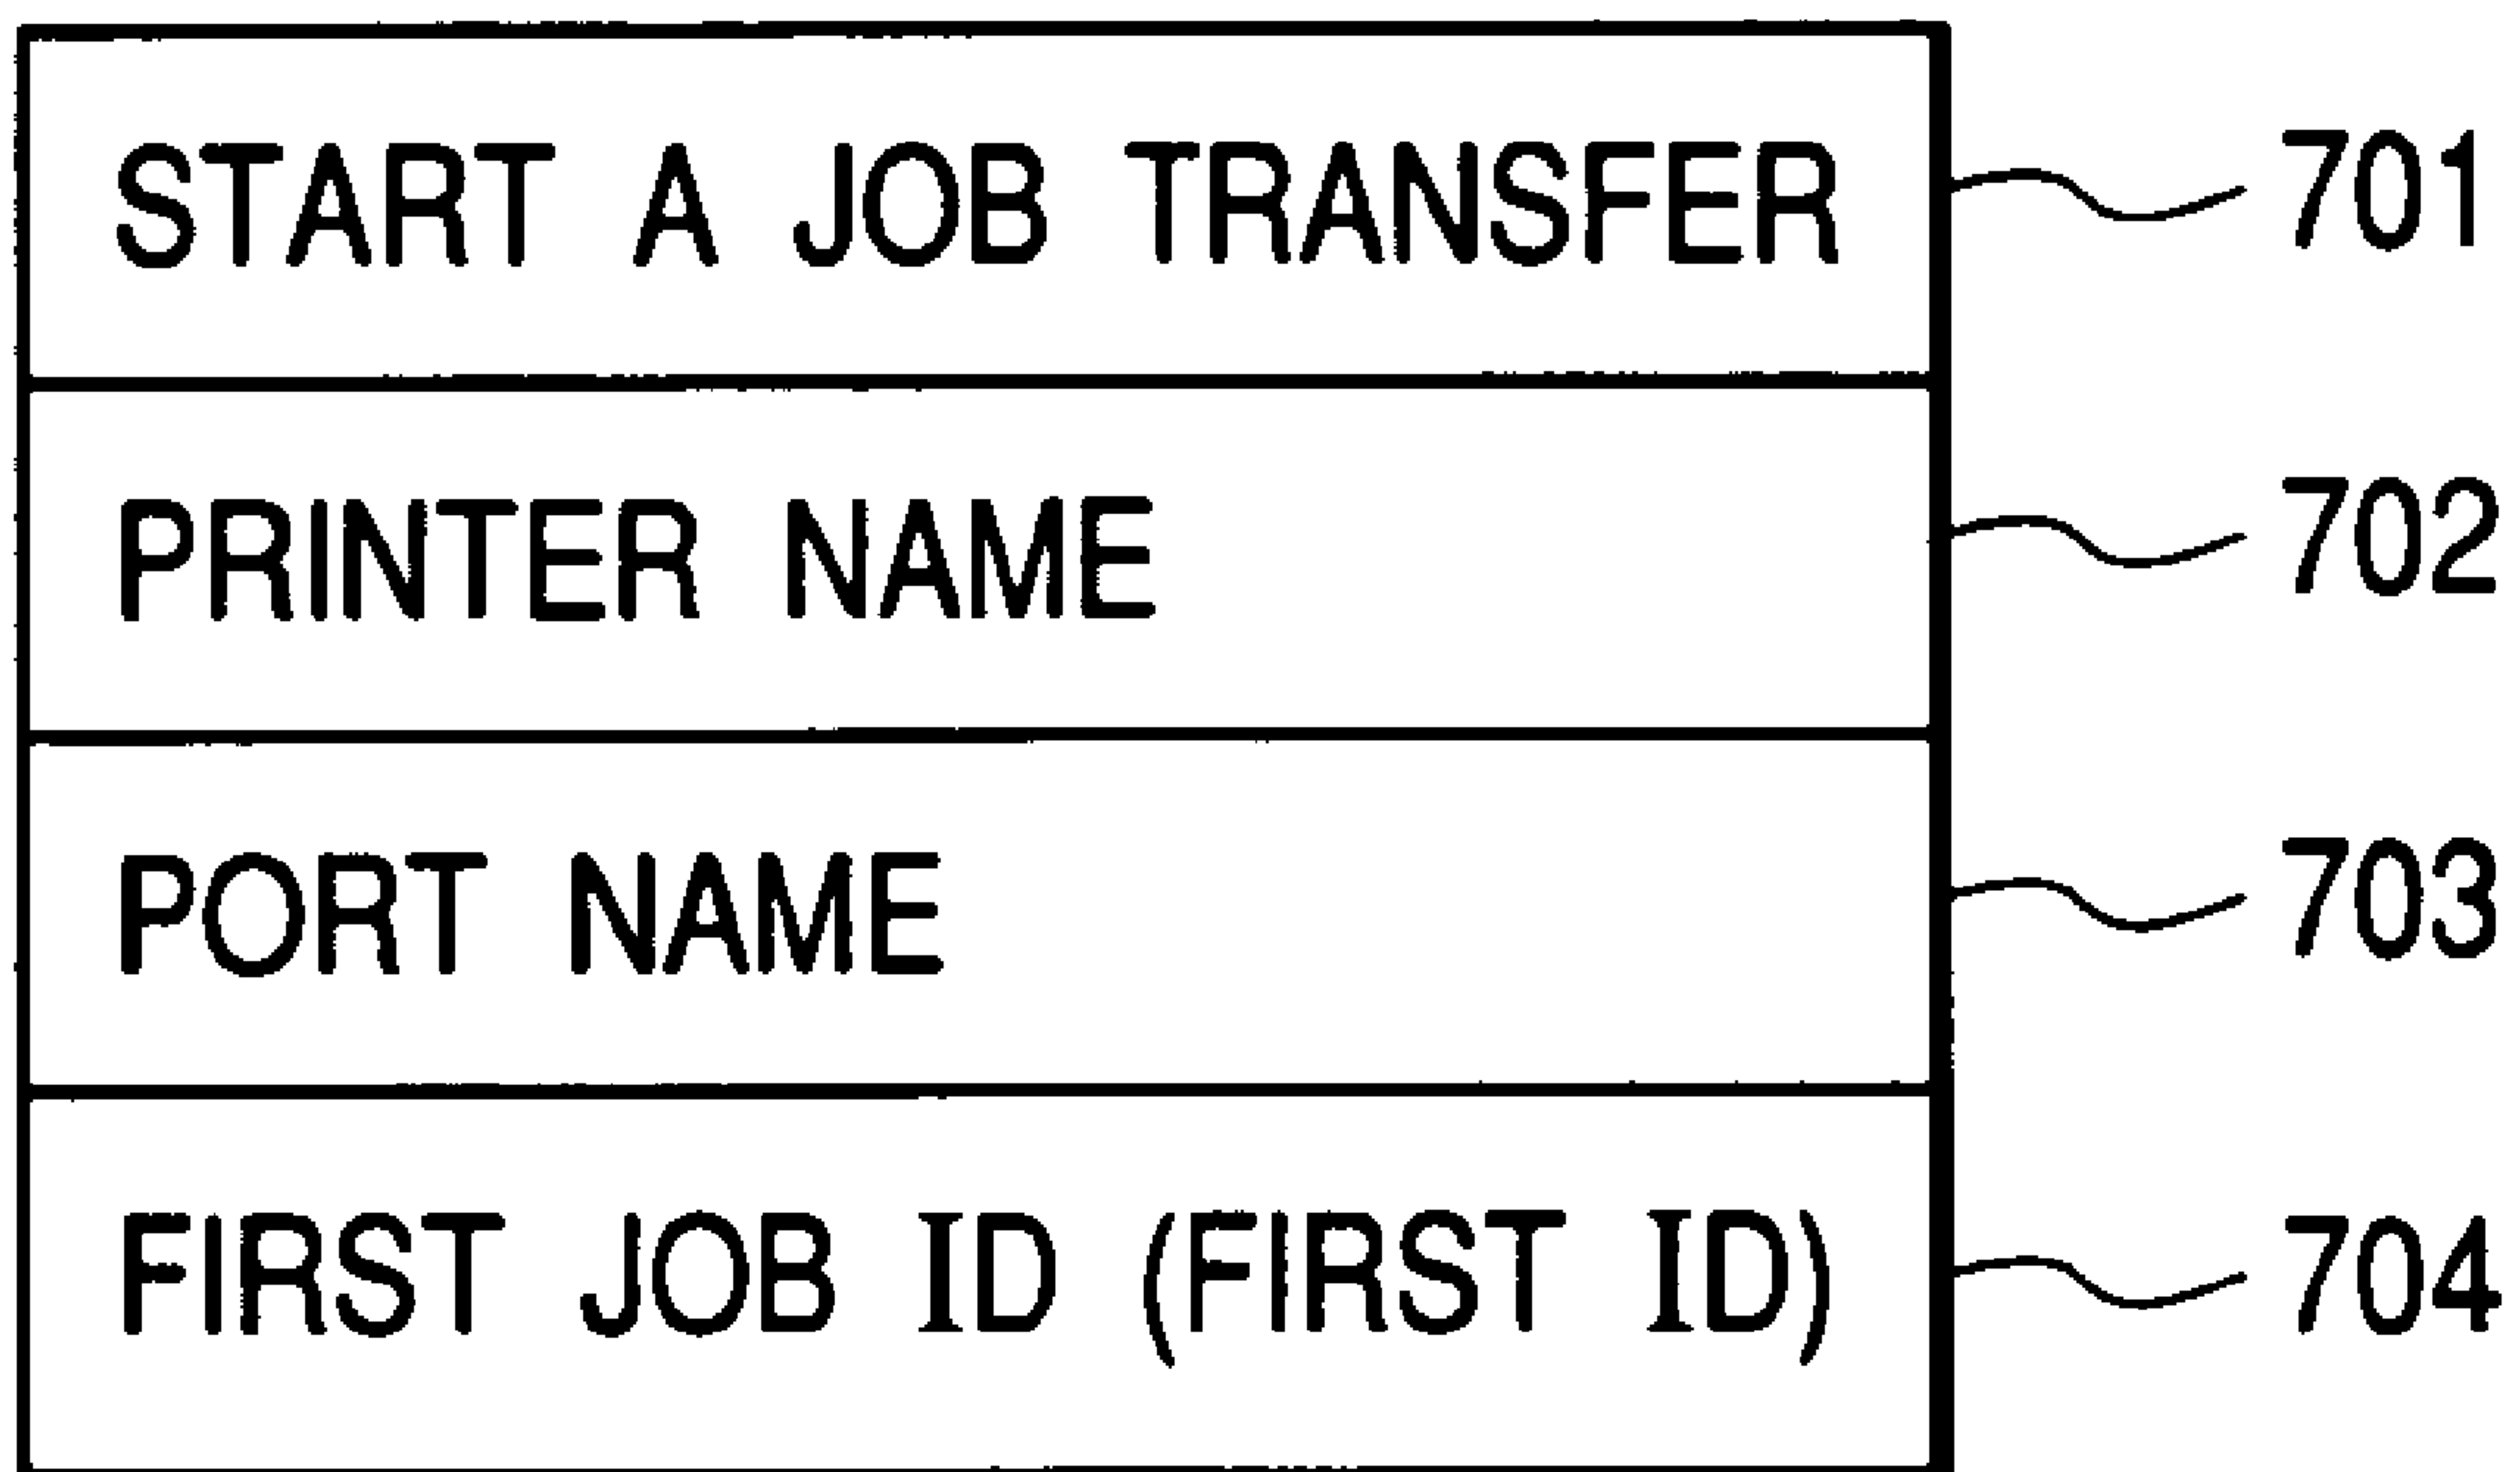 START A JOB TRANSFER 701
PRINTER NAME 702
PORT NAME 703
FIRST JOB ID (FIRST ID) 704